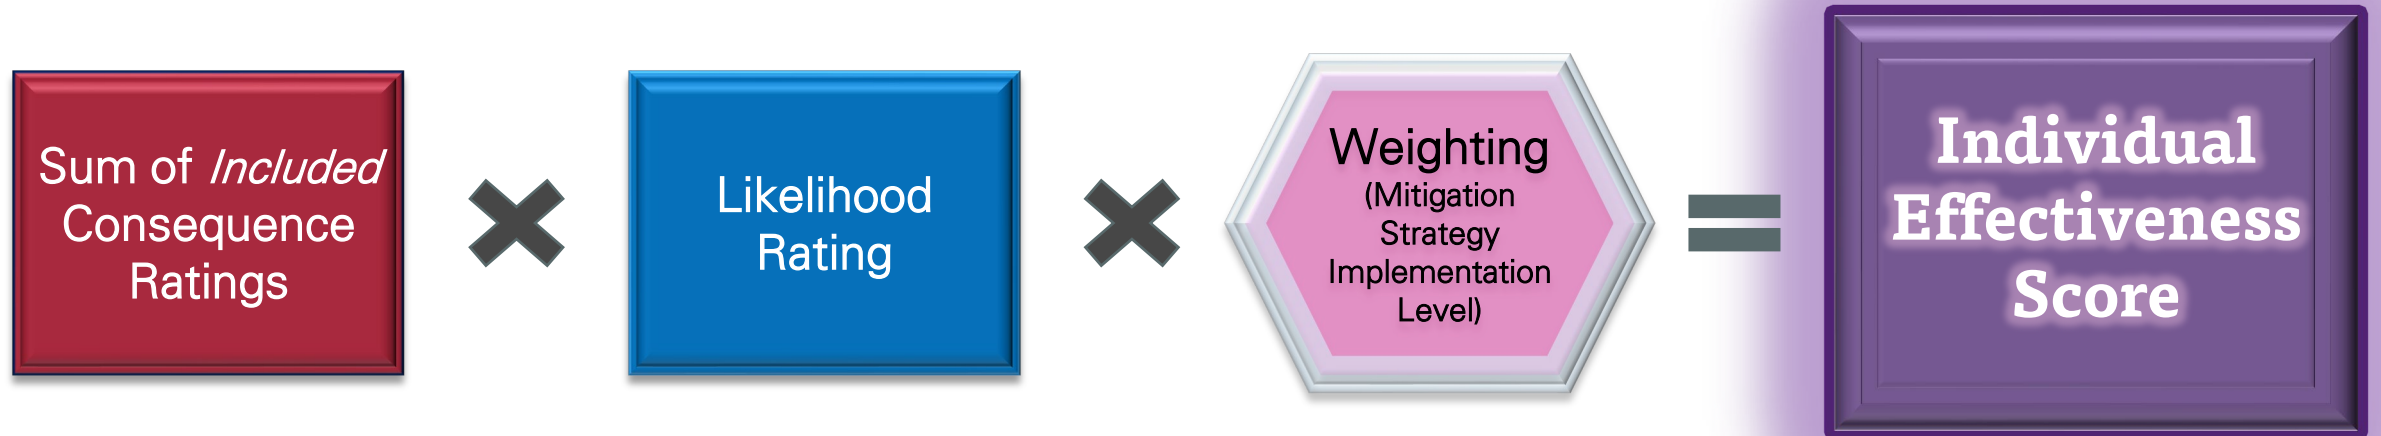 Sum of Included
Consequence
Ratings
Likelihood
Rating
Weighting
(Mitigation
Strategy
Implementation
Level)
Individual
Effectiveness
Score